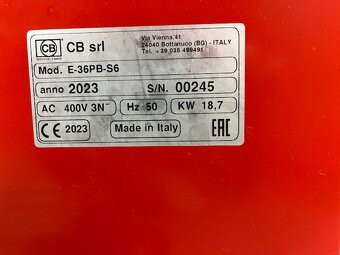 CB
CB srl
Via Vienna,41
24040 Bottanuco (BG) - ITALY
Tel. +39 035 499491
Mod. E-36PB-S6
anno 2023 S/N. 00245
AC 400V 3N~ Hz 50 KW 18,7
CE 2023 Made in Italy EAC